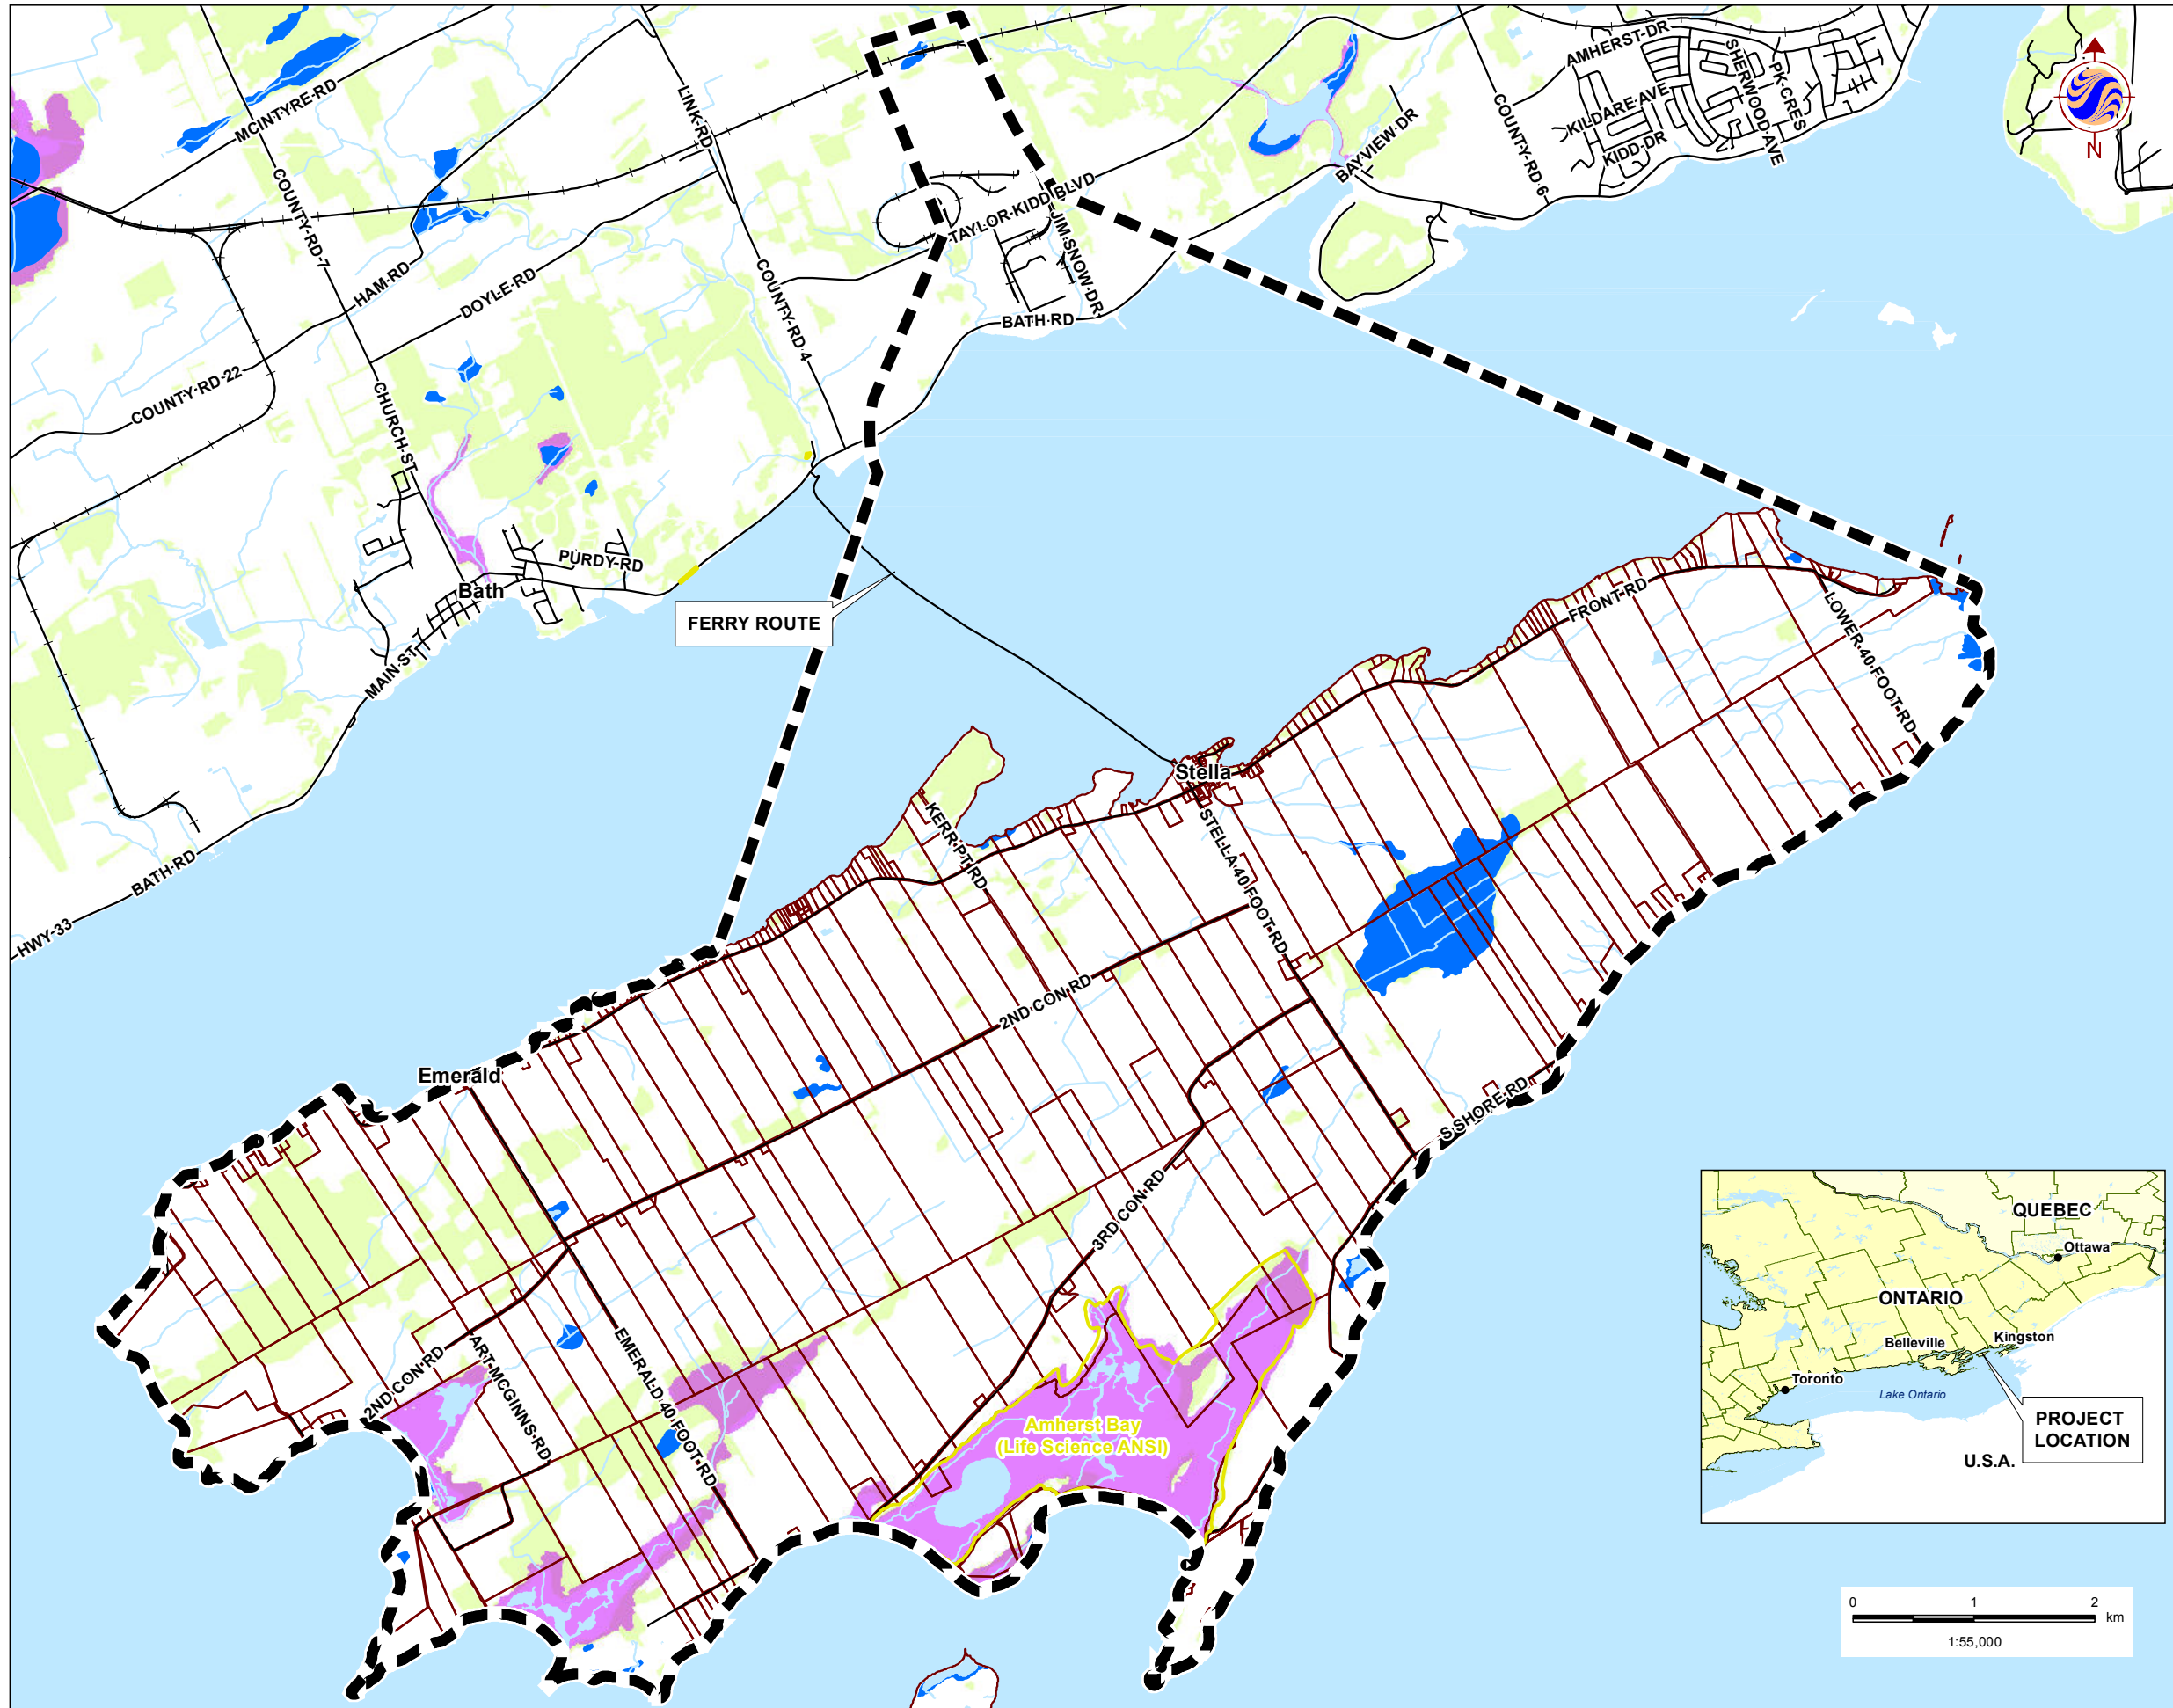 AMHERST DR
SHERWOOD AVE
PK CRES
KILDARE AVE
KIDD DR
COUNTY RD 6
BAYVIEW DR
N
MCINTYRE RD
LINK RD
COUNTY RD 7
TAYLOR KIDD BLVD
JIM SNOW DR
HAM RD
DOYLE RD
COUNTY RD 4
BATH RD
COUNTY RD 22
CHURCH ST
PURDY RD
Bath
FERRY ROUTE
MAIN ST
FRONT RD
LOWER 40 FOOT RD
Stella
KERR PT RD
STELLA 40 FOOT RD
BATH RD
HWY 33
2ND CON RD
Emerald
S SHORE RD
3RD CON RD
2ND CON RD
ART MCGINNS RD
EMERALD 40 FOOT RD
Amherst Bay
(Life Science ANSI)
QUEBEC
Ottawa
ONTARIO
Belleville
Kingston
Toronto
Lake Ontario
PROJECT
LOCATION
U.S.A.
0 1 2
km
1:55,000